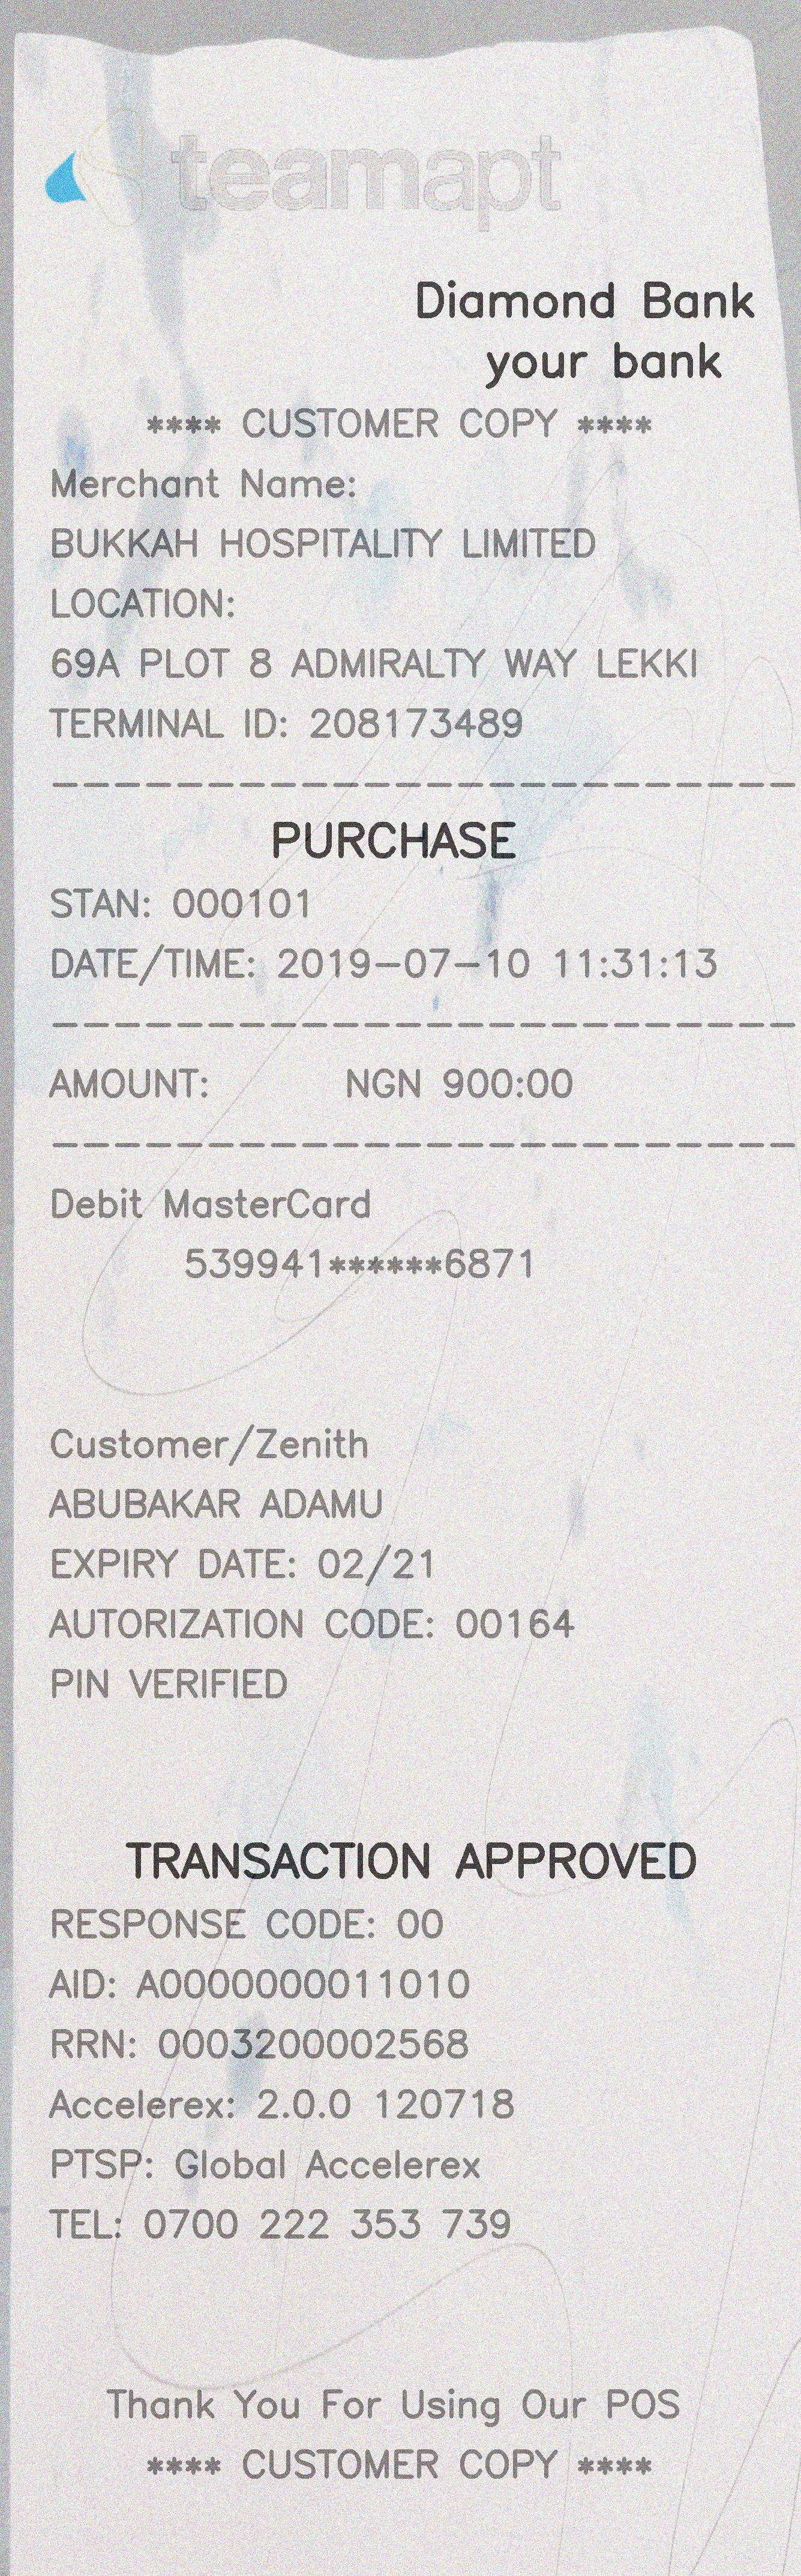 teamapt
Diamond Bank
your bank
**** CUSTOMER COPY ****
Merchant Name:
BUKKAH HOSPITALITY LIMITED
LOCATION:
69A PLOT 8 ADMIRALTY WAY LEKKI
TERMINAL ID: 208173489
------------------------
PURCHASE
STAN: 000101
DATE/TIME: 2019-07-10 11:31:13
------------------------
AMOUNT: NGN 900:00
------------------------
Debit MasterCard
539941******6871
Customer/Zenith
ABUBAKAR ADAMU
EXPIRY DATE: 02/21
AUTORIZATION CODE: 00164
PIN VERIFIED
TRANSACTION APPROVED
RESPONSE CODE: 00
AID: A0000000011010
RRN: 0003200002568
Accelerex: 2.0.0 120718
PTSP: Global Accelerex
TEL: 0700 222 353 739
Thank You For Using Our POS
**** CUSTOMER COPY ****